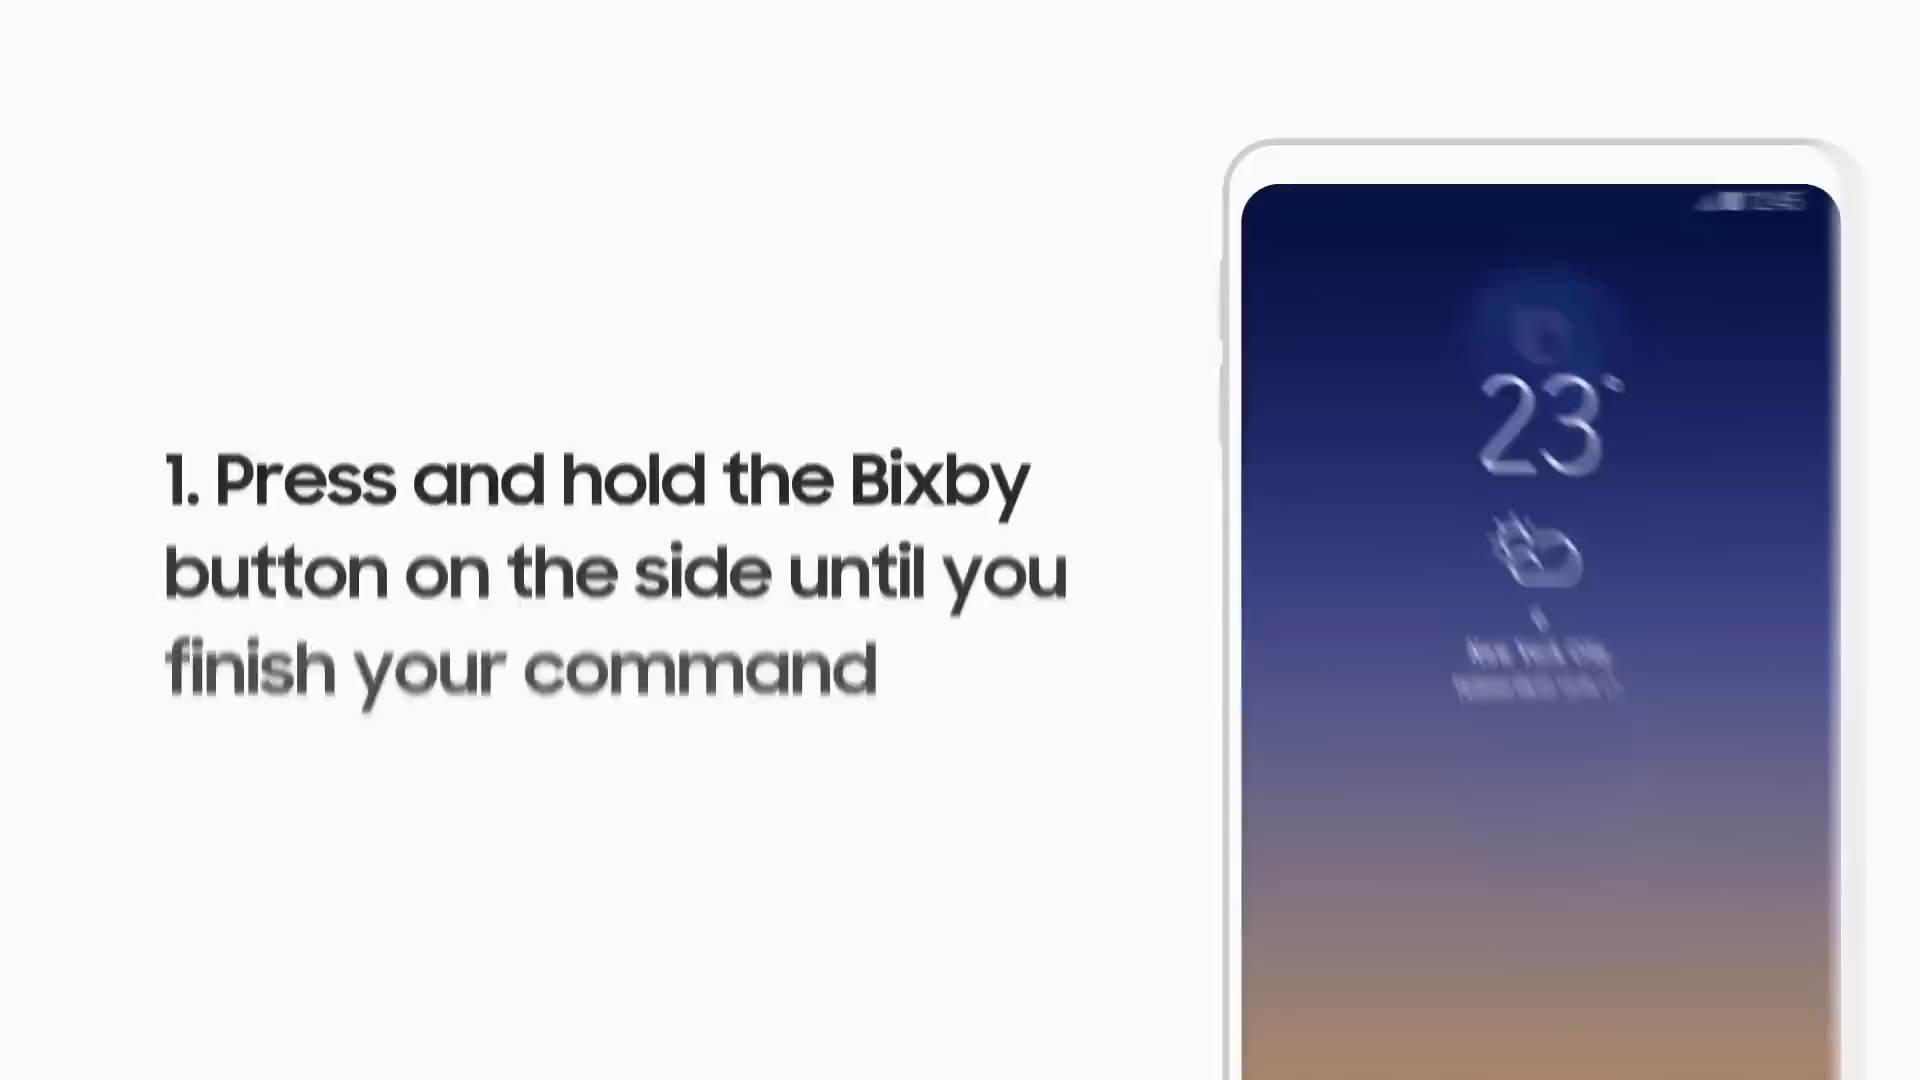 1. Press and hold the Bixby
button on the side until you
finish your command
23°